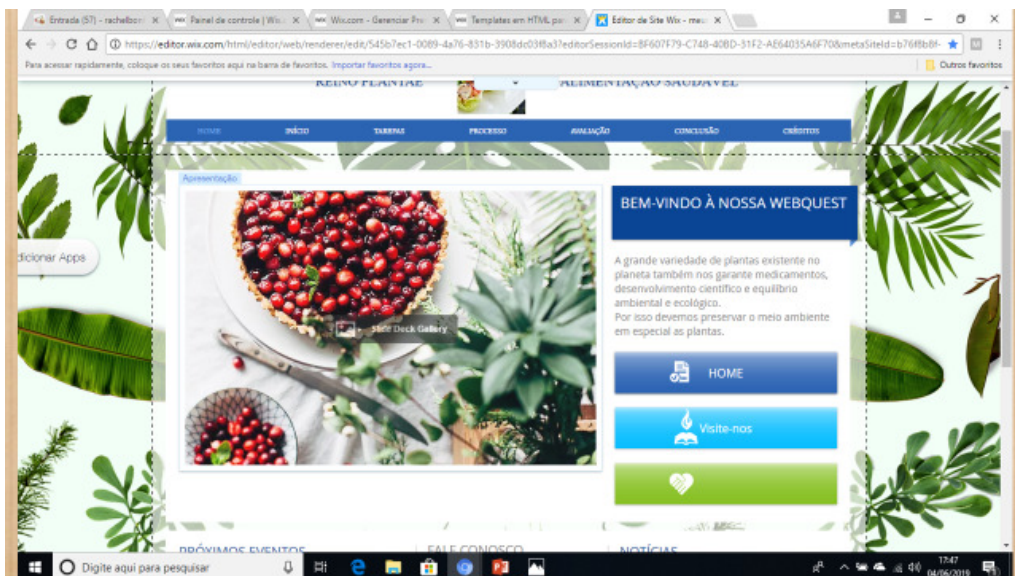 Entrada (57) - rachelbon
Painel de controle | Wix.
Wix.com - Gerenciar Pro
Templates em HTML par
Editor de Site Wix - meu
https://editor.wix.com/html/editor/web/renderer/edit/545b7ec1-0089-4a76-831b-3908dc03f8a3?editorSessionId=BF607F79-C748-40BD-31F2-AE64035A6F70&metaSiteId=b76f8b8f-
Para acessar rapidamente, coloque os seus favoritos aqui na barra de favoritos. Importar favoritos agora...
Outros favoritos
REINO PLANTAE
ALIMENTAÇÃO SAUDÁVEL
HOME INÍCIO TAREFAS PROCESSO AVALIAÇÃO CONCLUSÃO CRÉDITOS
Apresentação
dicionar Apps
Slide Deck Gallery
BEM-VINDO À NOSSA WEBQUEST
A grande variedade de plantas existente no
planeta também nos garante medicamentos,
desenvolvimento científico e equilíbrio
ambiental e ecológico.
Por isso devemos preservar o meio ambiente
em especial as plantas.
HOME
Visite-nos
PRÓXIMOS EVENTOS
FALE CONOSCO
NOTÍCIAS
Digite aqui para pesquisar
17:47
04/06/2019